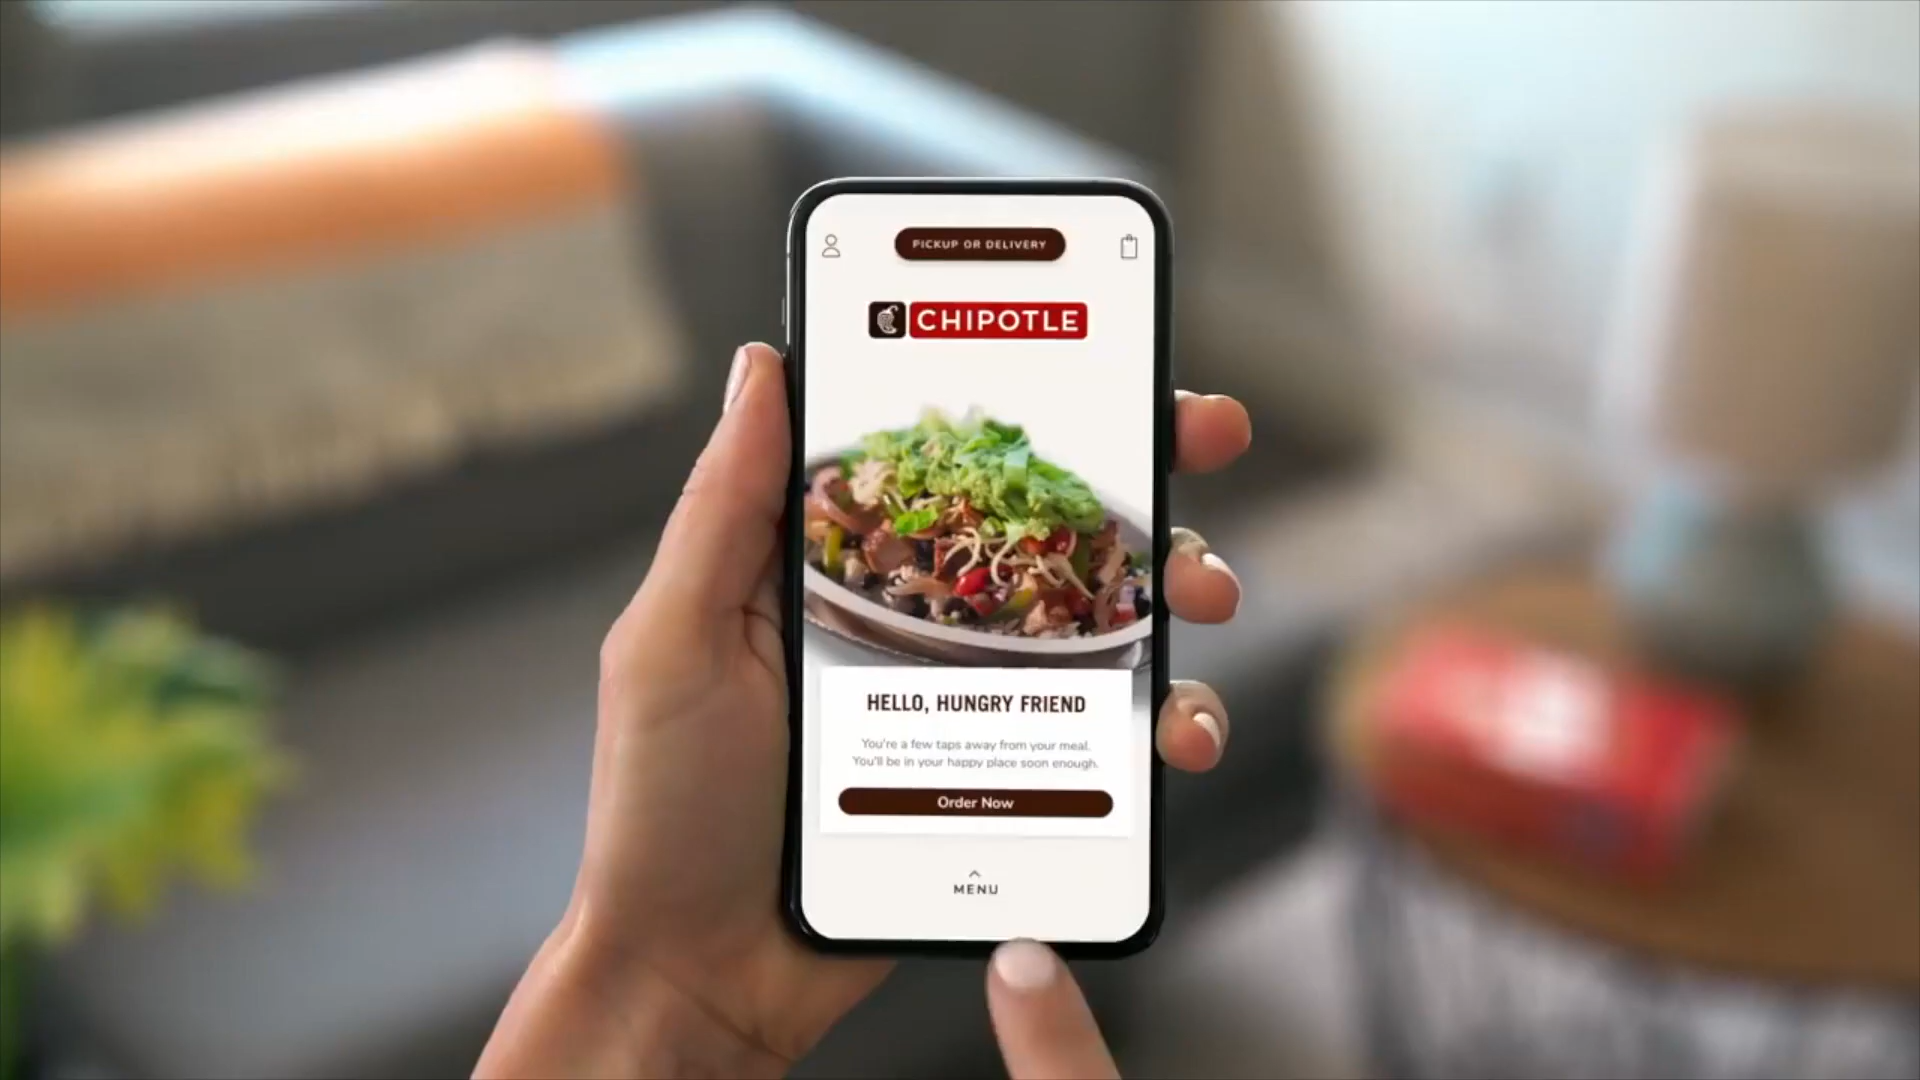 PICKUP OR DELIVERY
CHIPOTLE
HELLO, HUNGRY FRIEND
You're a few taps away from your meal.
You'll be in your happy place soon enough.
Order Now
MENU